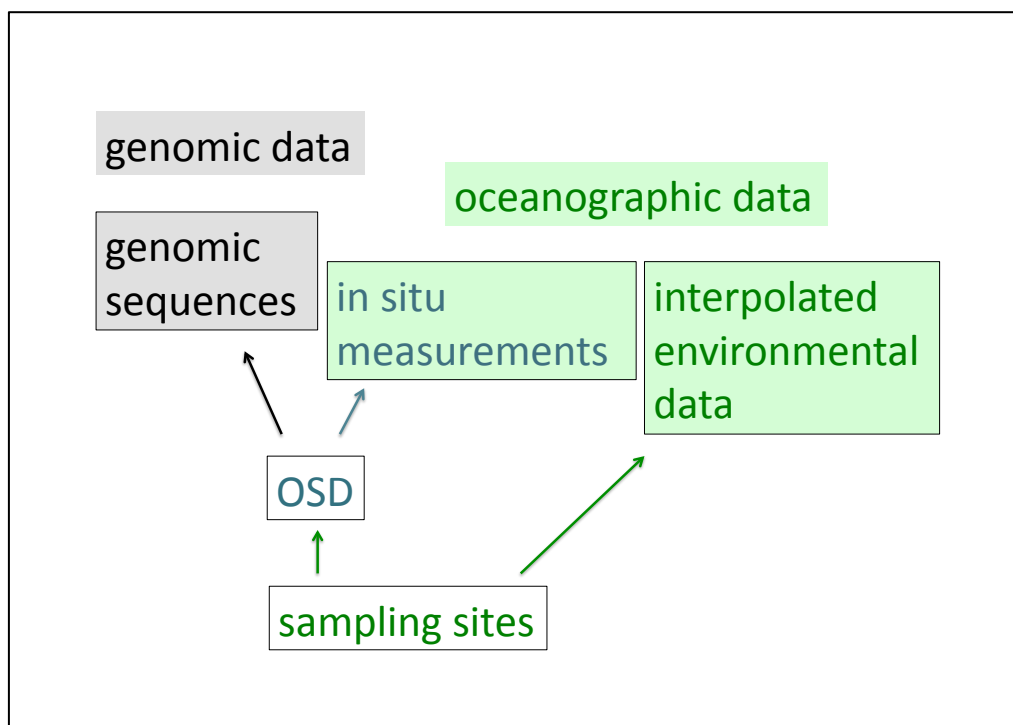 genomic data
oceanographic data
genomic
sequences
in situ
measurements
interpolated
environmental
data
OSD
sampling sites